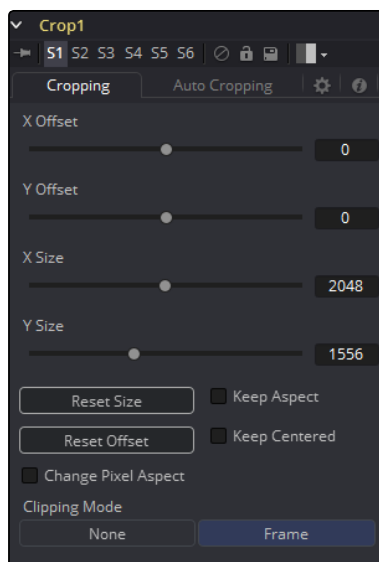 Crop1
S1 S2 S3 S4 S5 S6
Cropping Auto Cropping
X Offset
0
Y Offset
0
X Size
2048
Y Size
1556
Reset Size Keep Aspect
Reset Offset Keep Centered
Change Pixel Aspect
Clipping Mode
None Frame